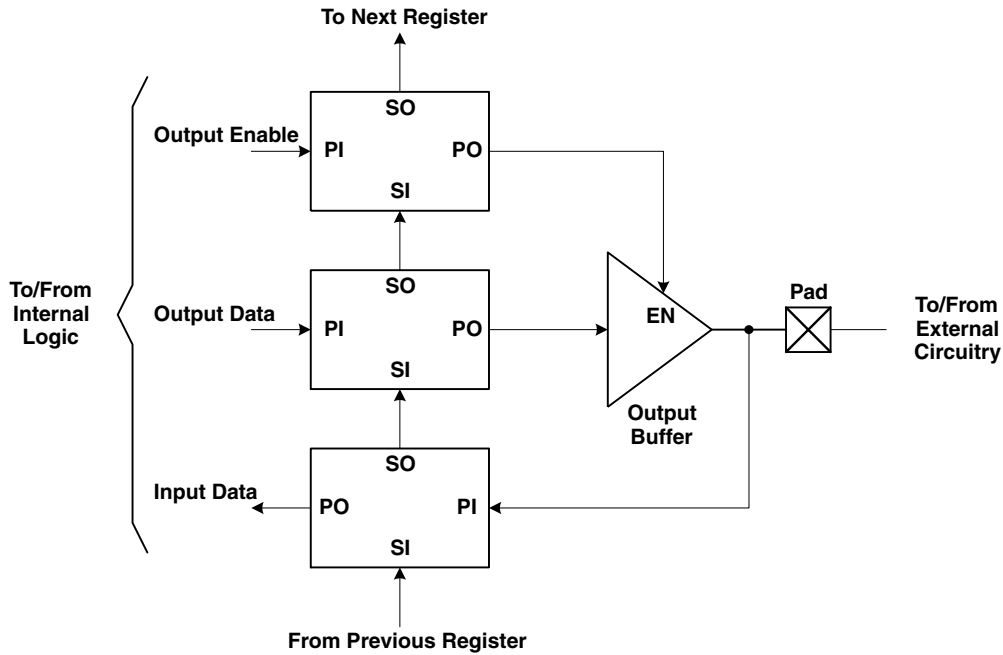 To Next Register
SO
Output Enable
PI
PO
SI
To/From
Internal
Logic
SO
Output Data
PI
PO
SI
EN
Output
Buffer
Pad
To/From
External
Circuitry
SO
Input Data
PO
PI
SI
From Previous Register